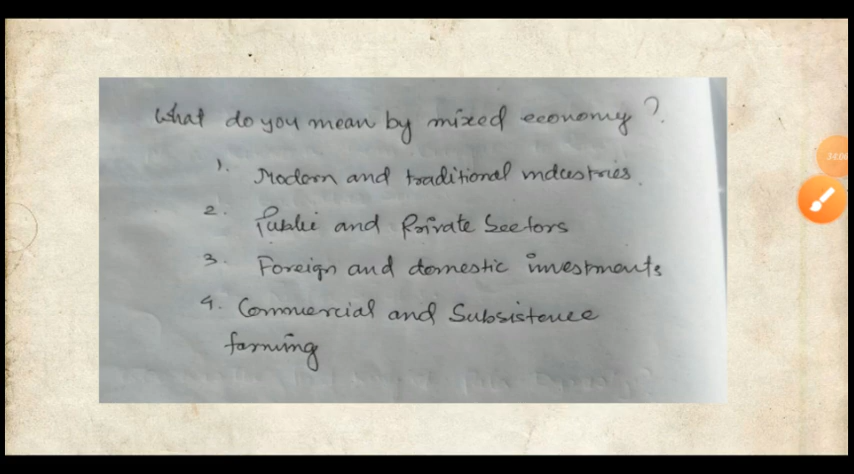 What do you mean by mixed economy?
1. Modern and traditional industries.
2. Public and Private Sectors
3. Foreign and domestic investments
4. Commercial and Subsistence
farming